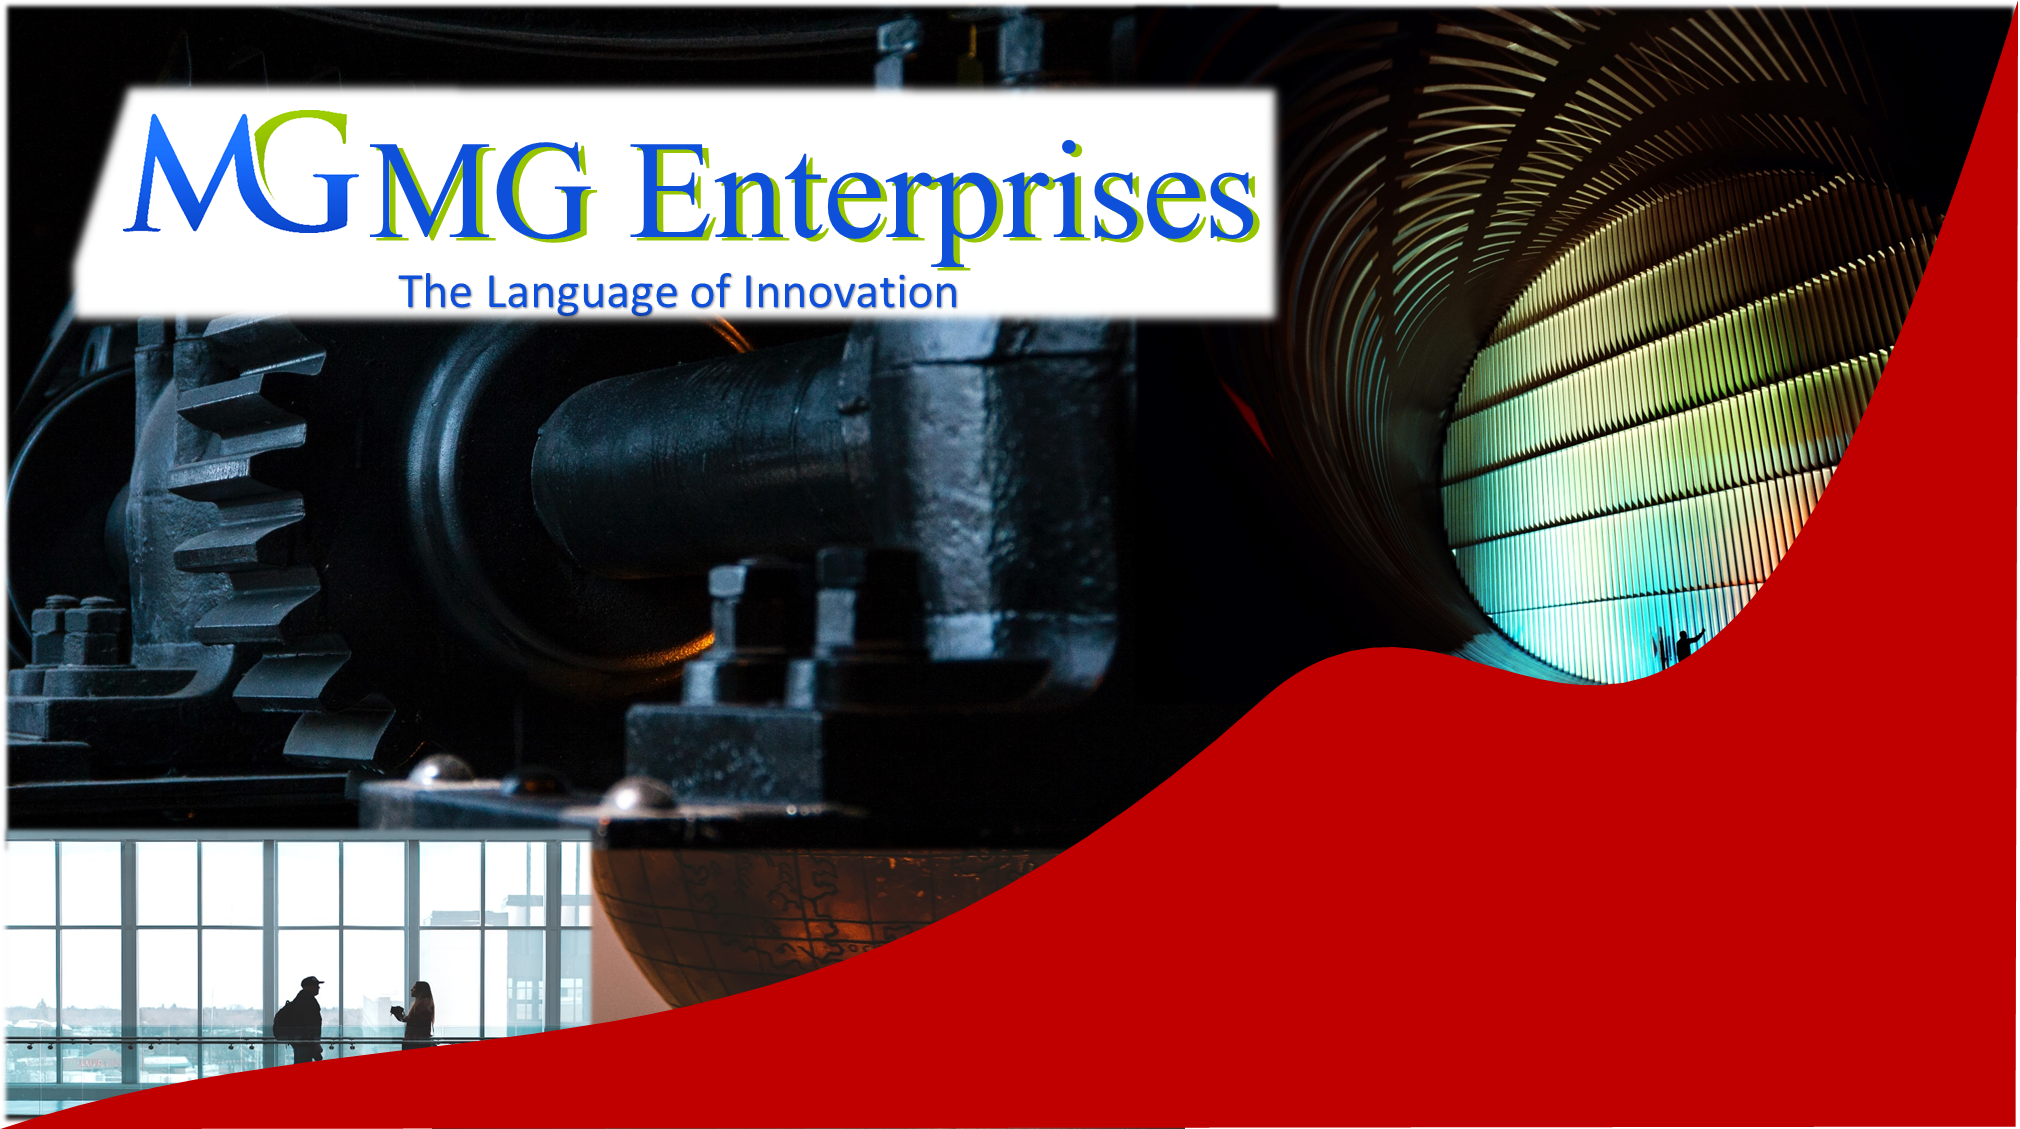 MG MG Enterprises
The Language of Innovation